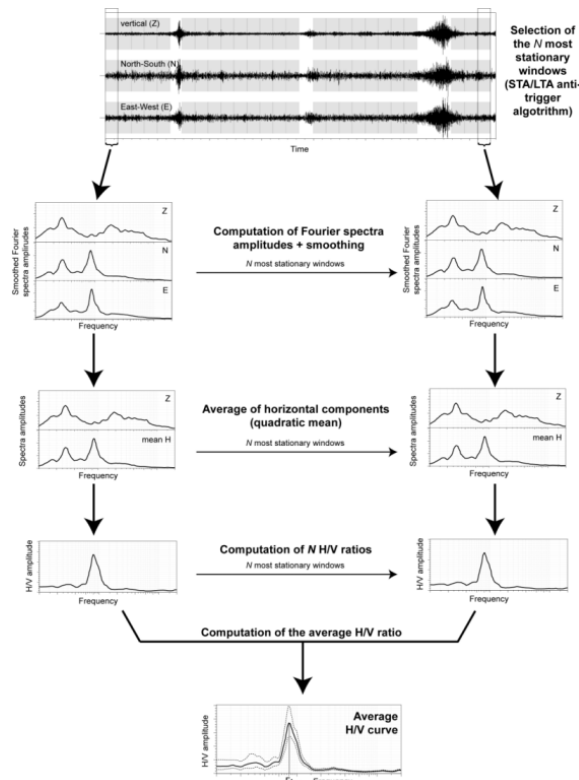 vertical (Z)
North-South (N
East-West (E)
Time
Selection of
the N most
stationary
windows
(STA/LTA anti-
trigger
algotrithm)
Smoothed Fourier
spectra amplirudes
Z
N
E
Frequency
Computation of Fourier spectra
amplitudes + smoothing
N most stationary windows
Smoothed Fourier
spectra amplitudes
Z
N
E
Frequency
Spectra amplitudes
Z
mean H
Frequency
Average of horizontal components
(quadratic mean)
N most stationary windows
Spectra amplitudes
Z
mean H
Frequency
H/V amplitude
Frequency
Computation of N H/V ratios
N most stationary windows
H/V amplitude
Frequency
Computation of the average H/V ratio
H/V amplitude
Average
H/V curve